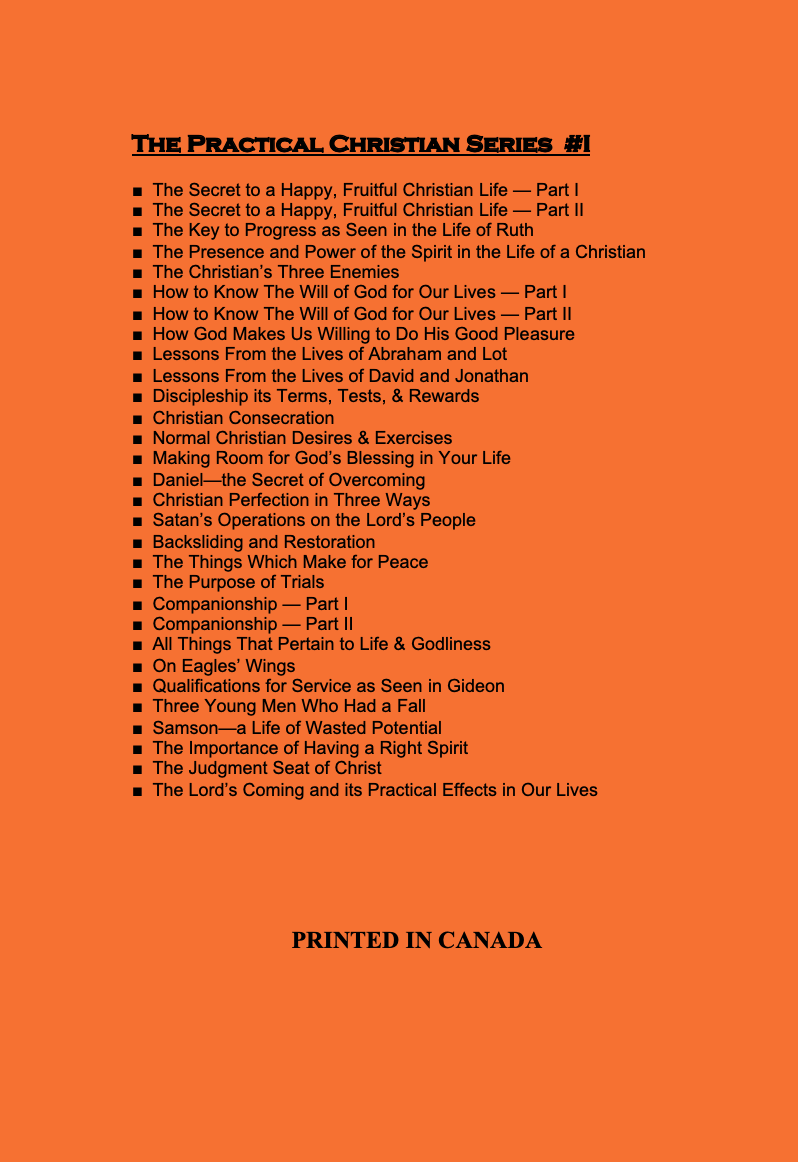 The Practical Christian Series #I
■ The Secret to a Happy, Fruitful Christian Life — Part I
■ The Secret to a Happy, Fruitful Christian Life — Part II
■ The Key to Progress as Seen in the Life of Ruth
■ The Presence and Power of the Spirit in the Life of a Christian
■ The Christian’s Three Enemies
■ How to Know The Will of God for Our Lives — Part I
■ How to Know The Will of God for Our Lives — Part II
■ How God Makes Us Willing to Do His Good Pleasure
■ Lessons From the Lives of Abraham and Lot
■ Lessons From the Lives of David and Jonathan
■ Discipleship its Terms, Tests, & Rewards
■ Christian Consecration
■ Normal Christian Desires & Exercises
■ Making Room for God’s Blessing in Your Life
■ Daniel—the Secret of Overcoming
■ Christian Perfection in Three Ways
■ Satan’s Operations on the Lord’s People
■ Backsliding and Restoration
■ The Things Which Make for Peace
■ The Purpose of Trials
■ Companionship — Part I
■ Companionship — Part II
■ All Things That Pertain to Life & Godliness
■ On Eagles’ Wings
■ Qualifications for Service as Seen in Gideon
■ Three Young Men Who Had a Fall
■ Samson—a Life of Wasted Potential
■ The Importance of Having a Right Spirit
■ The Judgment Seat of Christ
■ The Lord’s Coming and its Practical Effects in Our Lives
PRINTED IN CANADA